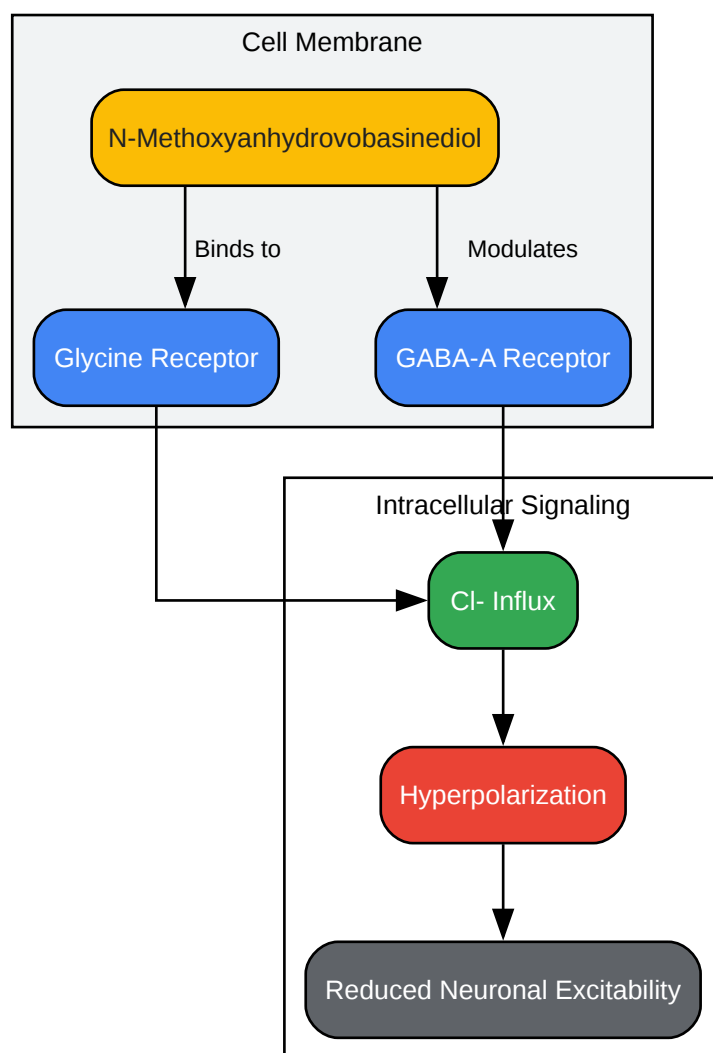 Cell Membrane
N-Methoxyanhydrovobasinediol
Binds to
Modulates
Glycine Receptor
GABA-A Receptor
Intracellular Signaling
Cl- Influx
Hyperpolarization
Reduced Neuronal Excitability